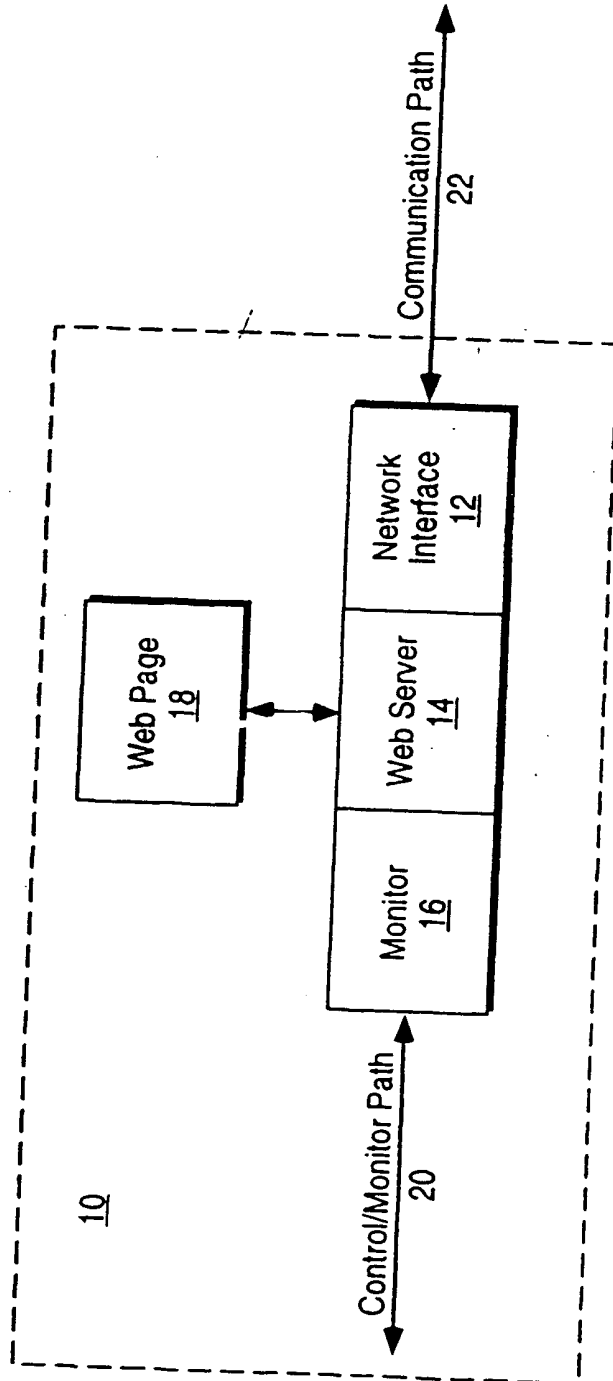 10
Web Page
18
Monitor
16
Web Server
14
Network
Interface
12
Control/Monitor Path
20
Communication Path
22